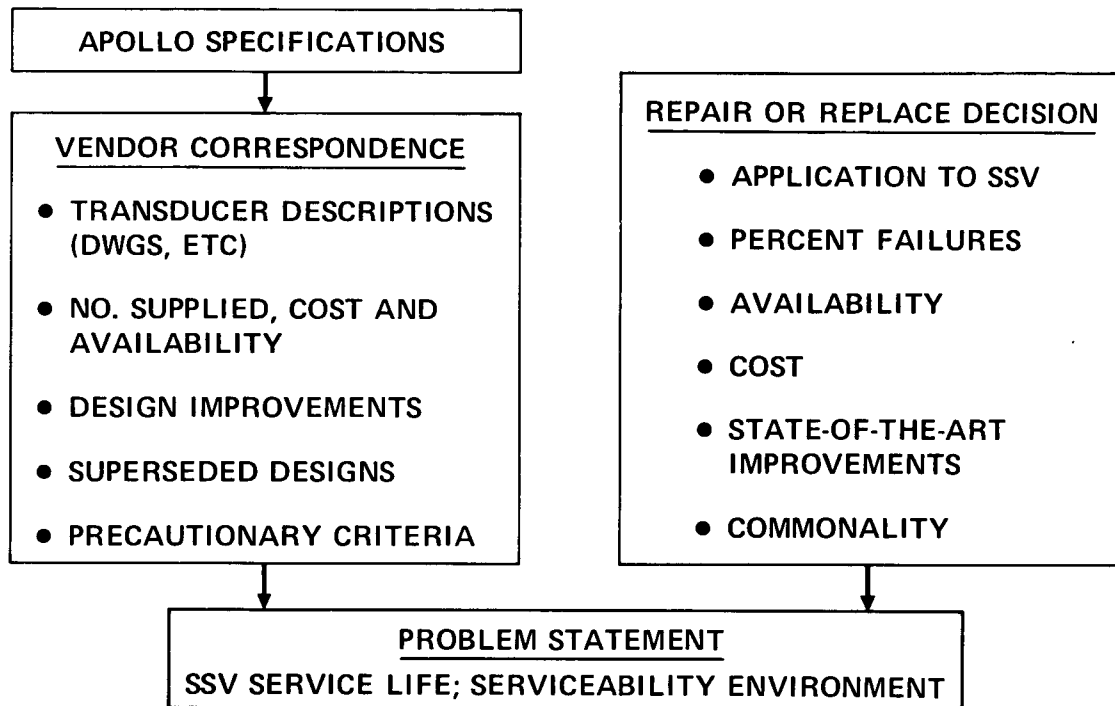 APOLLO SPECIFICATIONS
VENDOR CORRESPONDENCE
• TRANSDUCER DESCRIPTIONS
(DWGS, ETC)
• NO. SUPPLIED, COST AND
AVAILABILITY
• DESIGN IMPROVEMENTS
• SUPERSEDED DESIGNS
• PRECAUTIONARY CRITERIA
REPAIR OR REPLACE DECISION
• APPLICATION TO SSV
• PERCENT FAILURES
• AVAILABILITY
• COST
• STATE-OF-THE-ART
IMPROVEMENTS
• COMMONALITY
PROBLEM STATEMENT
SSV SERVICE LIFE; SERVICEABILITY ENVIRONMENT